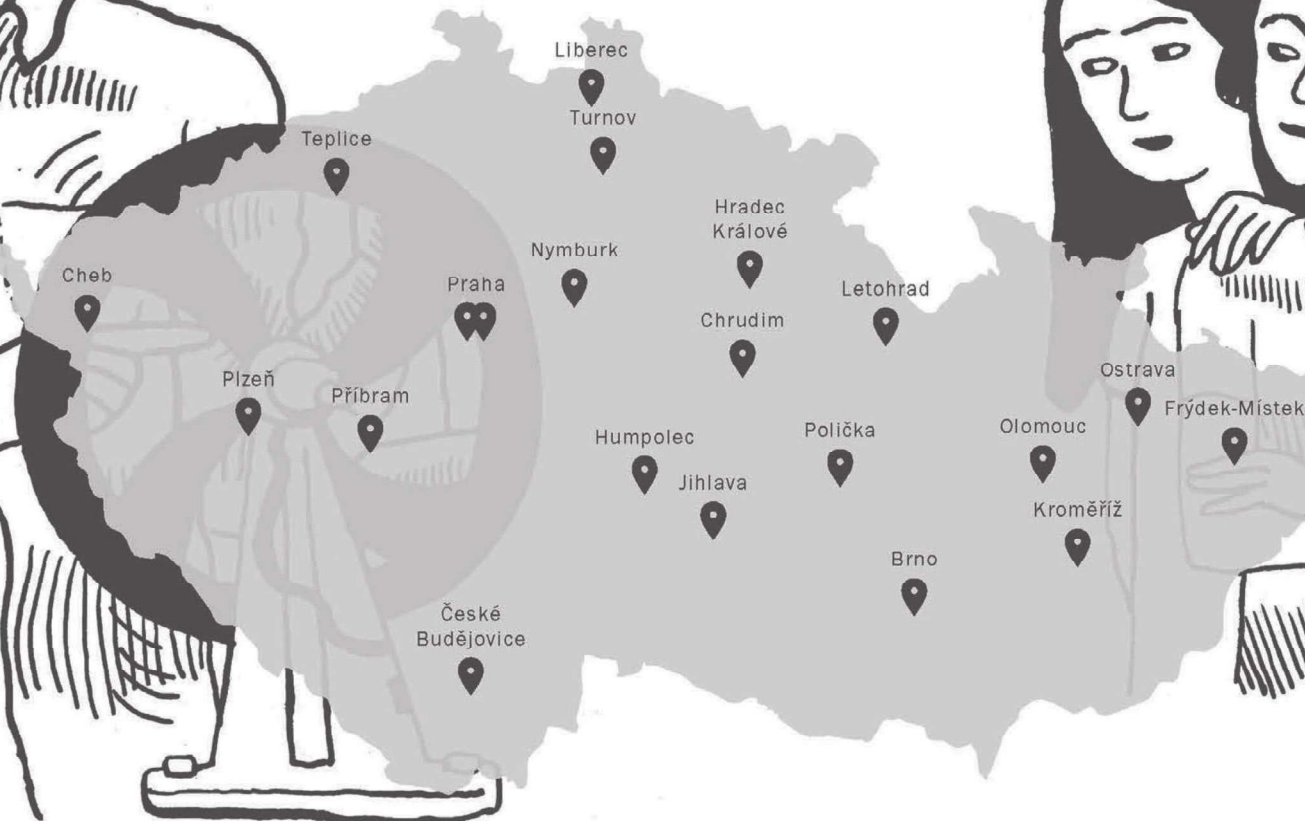 Liberec
Turnov
Teplice
Hradec
Králové
Nymburk
Cheb
Praha
Letohrad
Chrudim
Ostrava
Plzeň
Příbram
Frýdek-Místek
Olomouc
Polička
Humpolec
Jihlava
Kroměříž
Brno
České
Budějovice